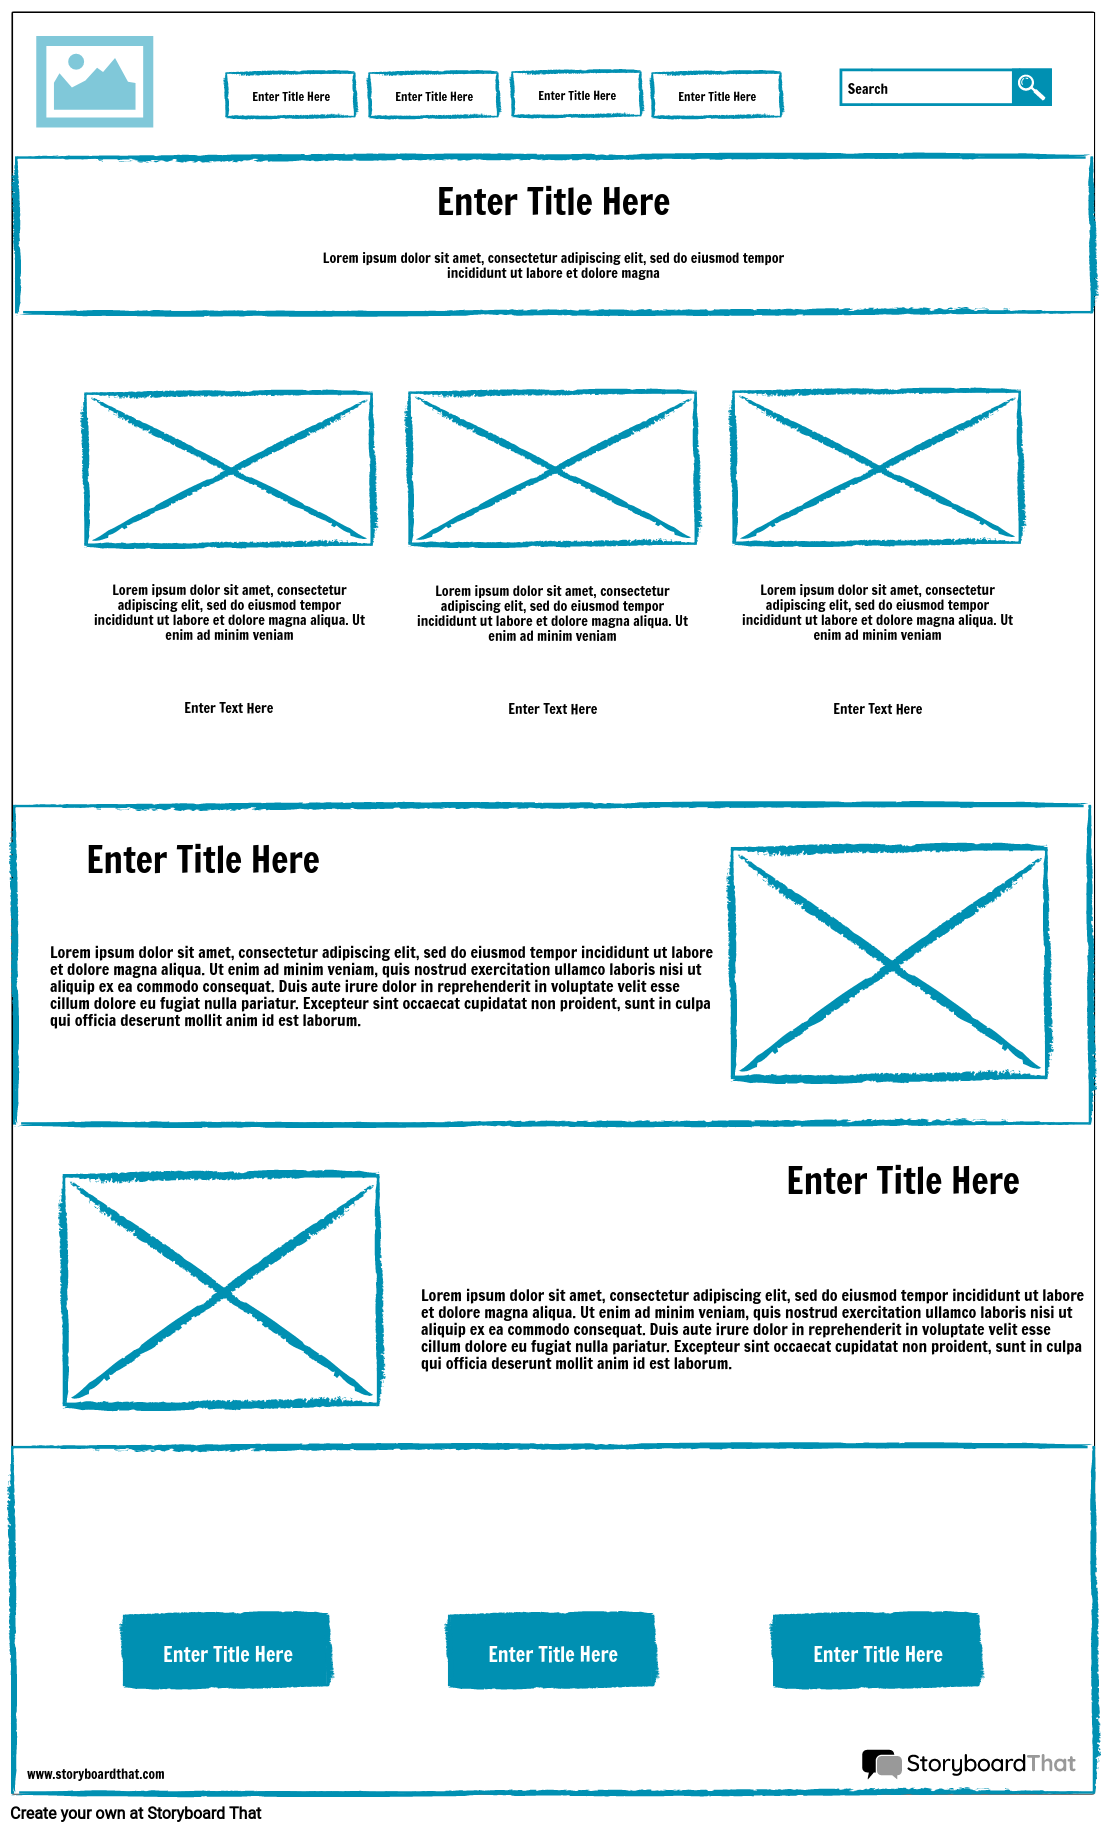 Enter Title Here
Enter Title Here
Enter Title Here
Enter Title Here
Search
Enter Title Here
Lorem ipsum dolor sit amet, consectetur adipiscing elit, sed do eiusmod tempor
incididunt ut labore et dolore magna
Lorem ipsum dolor sit amet, consectetur
adipiscing elit, sed do eiusmod tempor
incididunt ut labore et dolore magna aliqua. Ut
enim ad minim veniam
Lorem ipsum dolor sit amet, consectetur
adipiscing elit, sed do eiusmod tempor
incididunt ut labore et dolore magna aliqua. Ut
enim ad minim veniam
Lorem ipsum dolor sit amet, consectetur
adipiscing elit, sed do eiusmod tempor
incididunt ut labore et dolore magna aliqua. Ut
enim ad minim veniam
Enter Text Here
Enter Text Here
Enter Text Here
Enter Title Here
Lorem ipsum dolor sit amet, consectetur adipiscing elit, sed do eiusmod tempor incididunt ut labore
et dolore magna aliqua. Ut enim ad minim veniam, quis nostrud exercitation ullamco laboris nisi ut
aliquip ex ea commodo consequat. Duis aute irure dolor in reprehenderit in voluptate velit esse
cillum dolore eu fugiat nulla pariatur. Excepteur sint occaecat cupidatat non proident, sunt in culpa
qui officia deserunt mollit anim id est laborum.
Enter Title Here
Lorem ipsum dolor sit amet, consectetur adipiscing elit, sed do eiusmod tempor incididunt ut labore
et dolore magna aliqua. Ut enim ad minim veniam, quis nostrud exercitation ullamco laboris nisi ut
aliquip ex ea commodo consequat. Duis aute irure dolor in reprehenderit in voluptate velit esse
cillum dolore eu fugiat nulla pariatur. Excepteur sint occaecat cupidatat non proident, sunt in culpa
qui officia deserunt mollit anim id est laborum.
Enter Title Here
Enter Title Here
Enter Title Here
www.storyboardthat.com
StoryboardThat
Create your own at Storyboard That